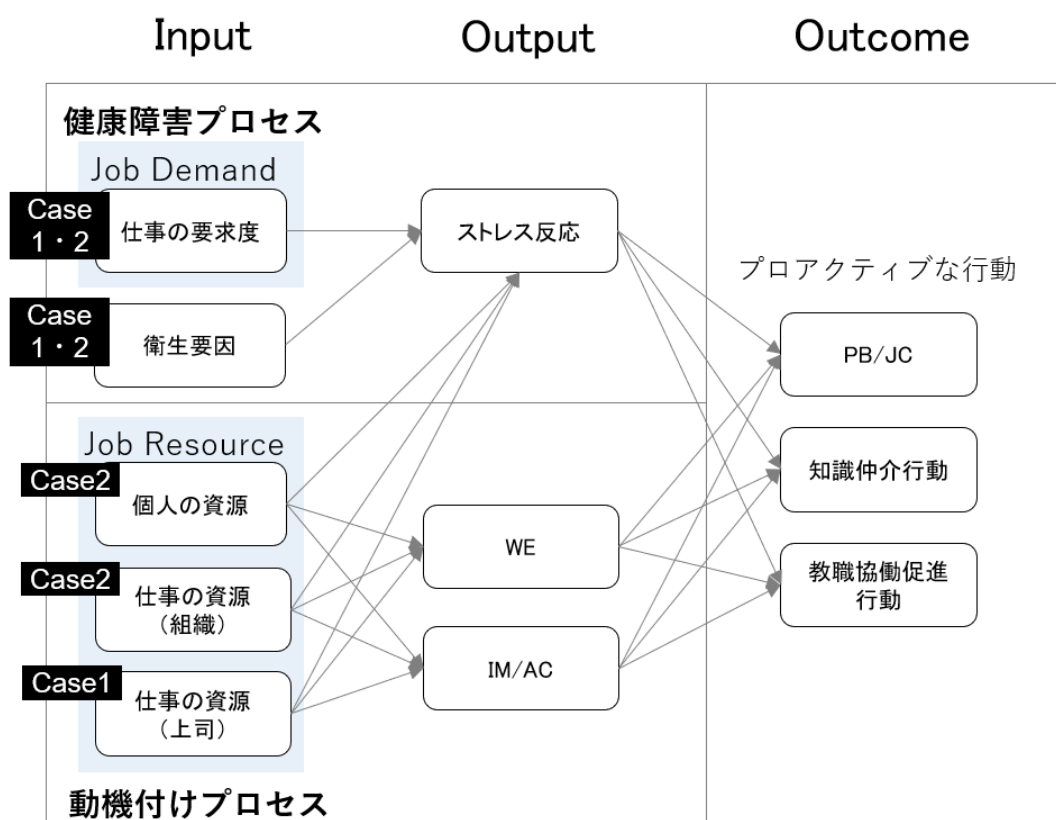 Input
Output
Outcome
健康障害プロセス
Job Demand
Case
1・2
仕事の要求度
ストレス反応
Case
1・2
衛生要因
プロアクティブな行動
PB/JC
Job Resource
Case2
個人の資源
知識仲介行動
WE
Case2
仕事の資源
（組織）
教職協働促進
行動
IM/AC
Case1
仕事の資源
（上司）
動機付けプロセス